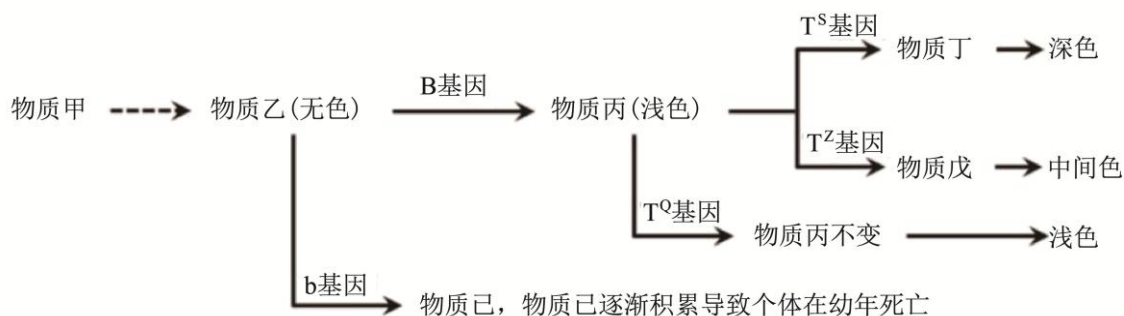 T^S基因
物质丁 深色
B基因
物质甲 物质乙(无色) 物质丙(浅色)
T^Z基因
物质戊 中间色
T^Q基因
物质丙不变 浅色
b基因
物质已，物质已逐渐积累导致个体在幼年死亡